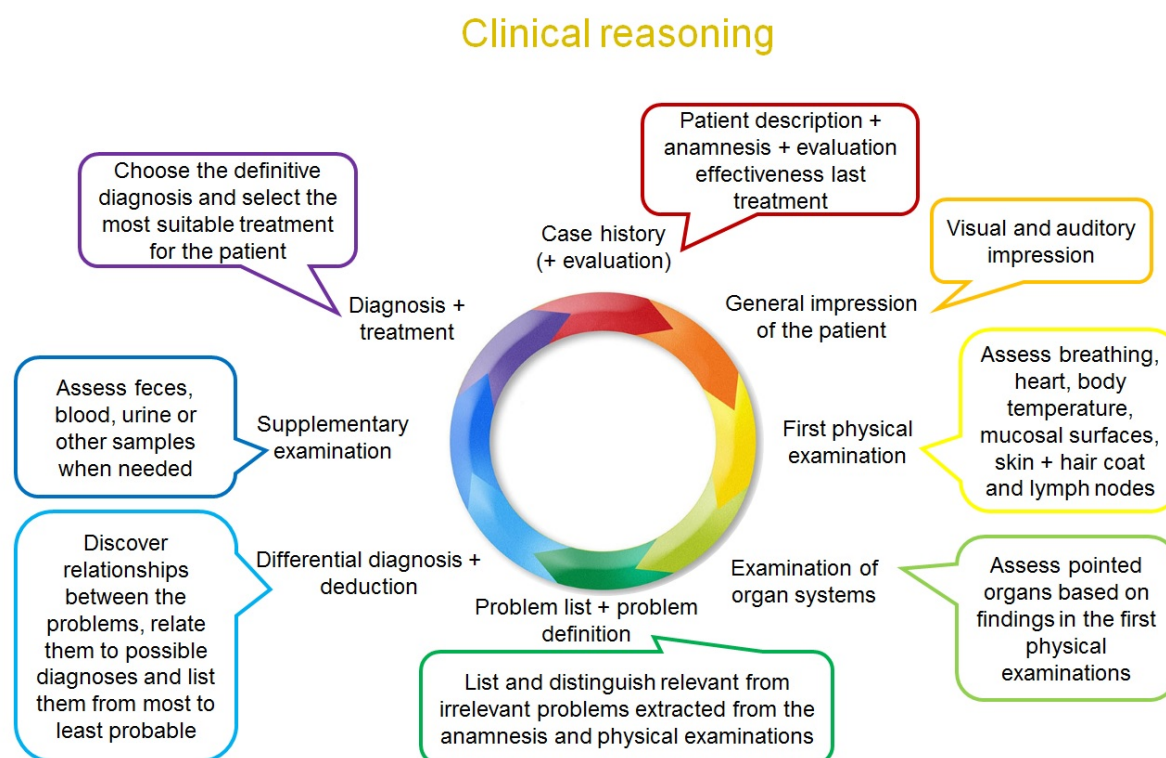 Clinical reasoning
Patient description +
anamnesis + evaluation
effectiveness last
treatment
Case history
(+ evaluation)
Visual and auditory
impression
General impression
of the patient
Assess breathing,
heart, body
temperature,
mucosal surfaces,
skin + hair coat
and lymph nodes
First physical
examination
Assess pointed
organs based on
findings in the first
physical
examinations
Examination of
organ systems
Problem list + problem
definition
List and distinguish relevant from
irrelevant problems extracted from the
anamnesis and physical examinations
Differential diagnosis +
deduction
Discover
relationships
between the
problems, relate
them to possible
diagnoses and list
them from most to
least probable
Supplementary
examination
Assess feces,
blood, urine or
other samples
when needed
Diagnosis +
treatment
Choose the definitive
diagnosis and select the
most suitable treatment
for the patient